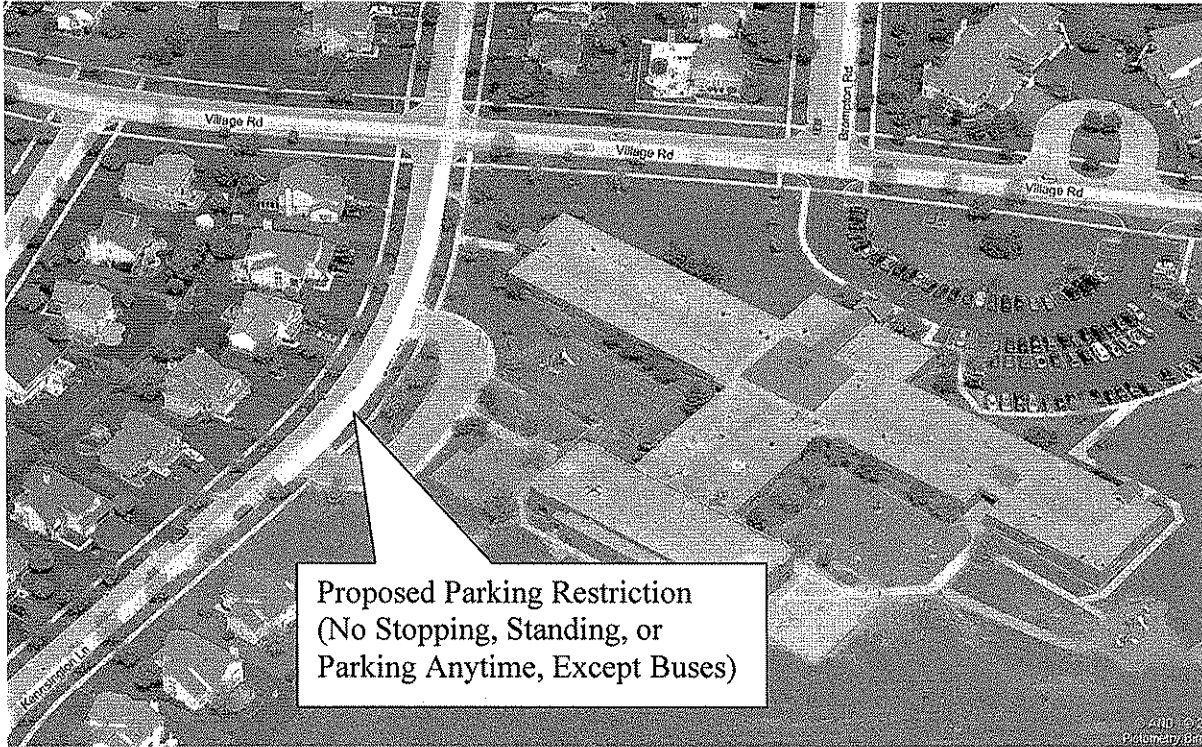 Village Rd
Village Rd
Brompton Rd
Village Rd
Proposed Parking Restriction
(No Stopping, Standing, or
Parking Anytime, Except Buses)
Kensington Ln
Pictometry